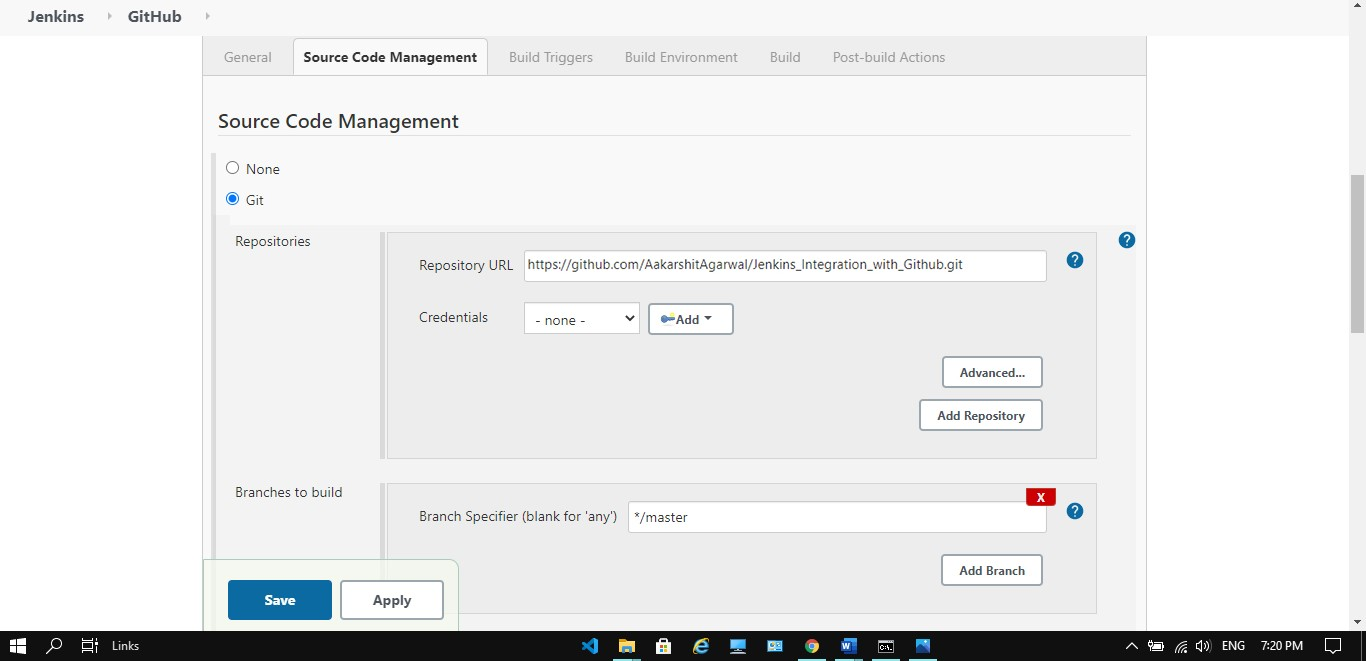 Jenkins GitHub
General Source Code Management Build Triggers Build Environment Build Post-build Actions
Source Code Management
None
Git
Repositories
?
Repository URL https://github.com/AakarshitAgarwal/Jenkins_Integration_with_Github.git ?
Credentials - none - Add
Advanced...
Add Repository
Branches to build
X
Branch Specifier (blank for 'any') */master ?
Add Branch
Save Apply
Links ENG 7:20 PM